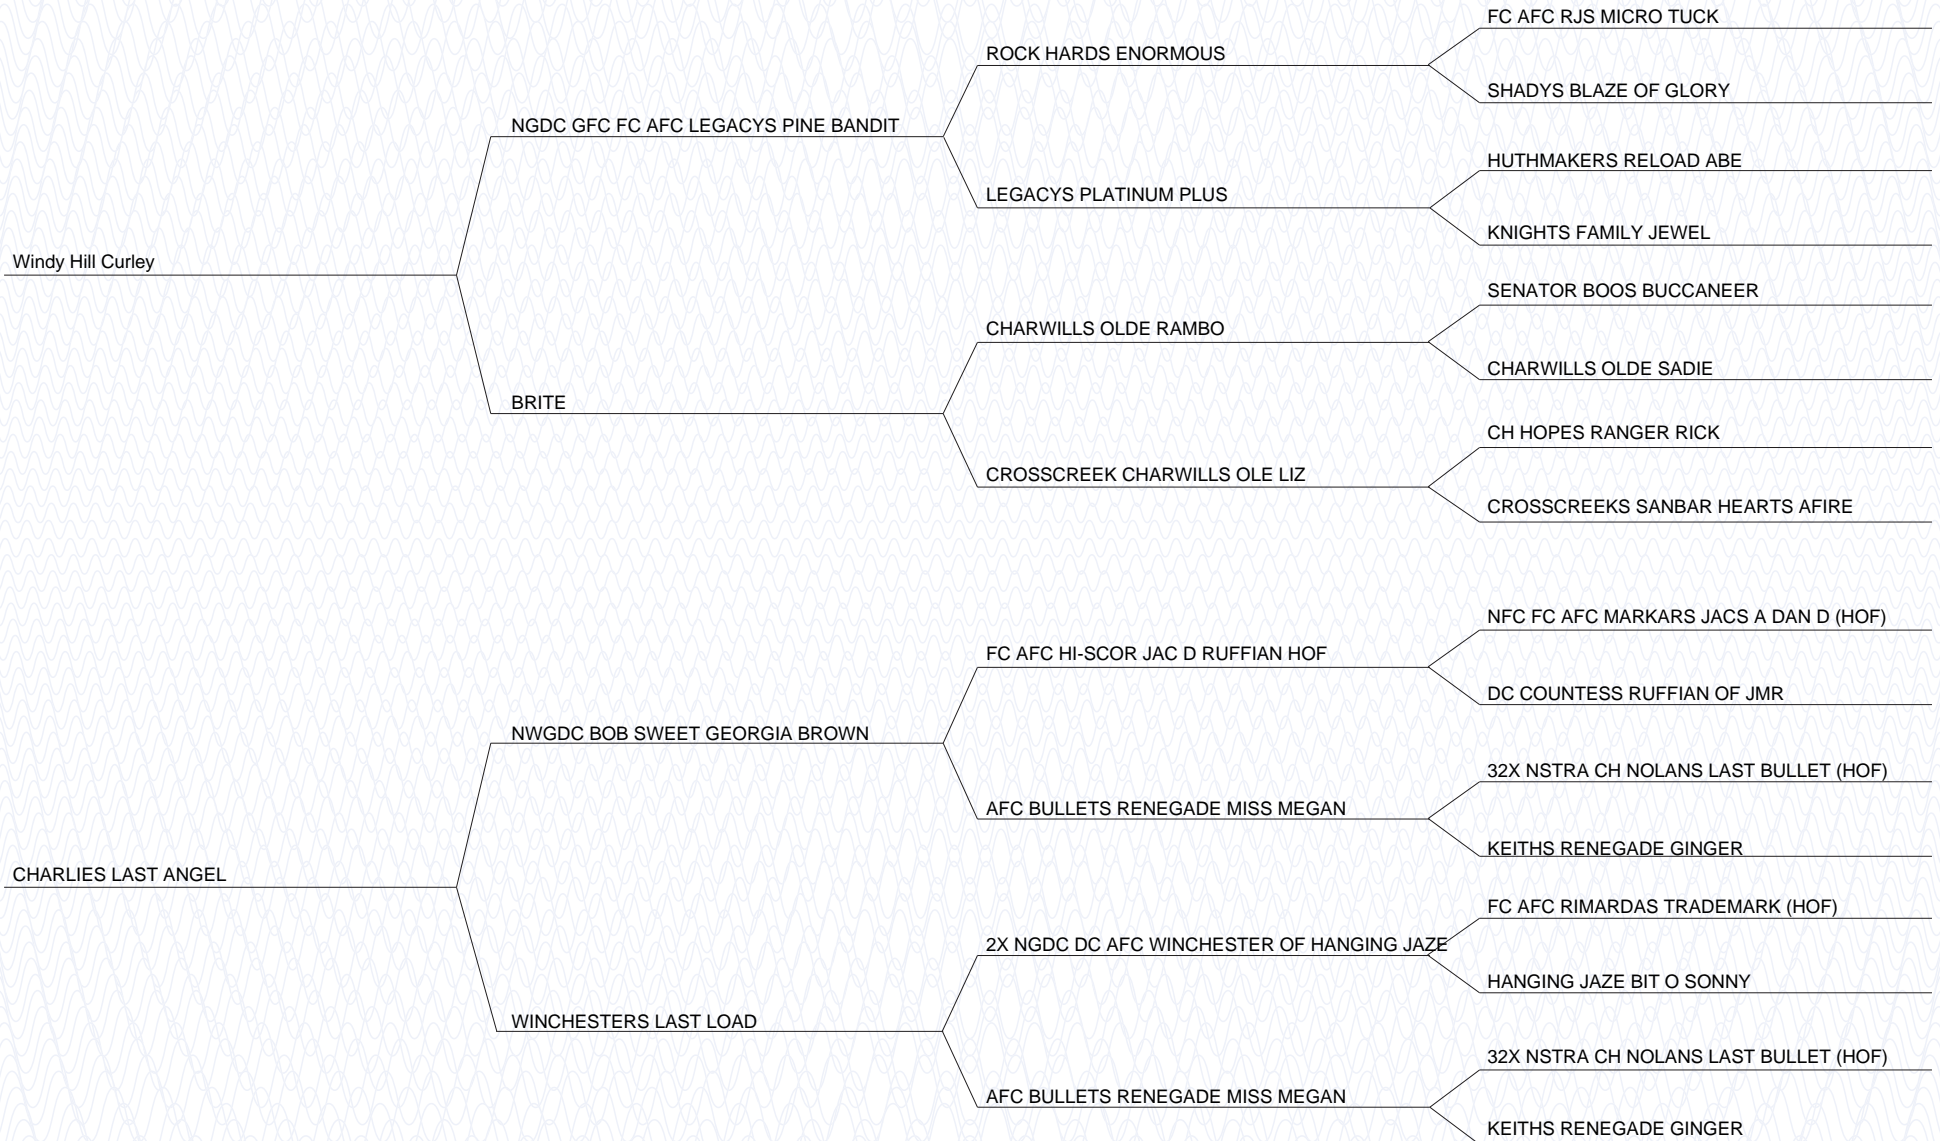 FC AFC RJS MICRO TUCK
ROCK HARDS ENORMOUS
SHADYS BLAZE OF GLORY
NGDC GFC FC AFC LEGACYS PINE BANDIT
HUTHMAKERS RELOAD ABE
LEGACYS PLATINUM PLUS
KNIGHTS FAMILY JEWEL
Windy Hill Curley
SENATOR BOOS BUCCANEER
CHARWILLS OLDE RAMBO
CHARWILLS OLDE SADIE
BRITE
CH HOPES RANGER RICK
CROSSCREEK CHARWILLS OLE LIZ
CROSSCREEKS SANBAR HEARTS AFIRE
NFC FC AFC MARKARS JACS A DAN D (HOF)
FC AFC HI-SCOR JAC D RUFFIAN HOF
DC COUNTESS RUFFIAN OF JMR
NWGDC BOB SWEET GEORGIA BROWN
32X NSTRA CH NOLANS LAST BULLET (HOF)
AFC BULLETS RENEGADE MISS MEGAN
KEITHS RENEGADE GINGER
CHARLIES LAST ANGEL
FC AFC RIMARDAS TRADEMARK (HOF)
2X NGDC DC AFC WINCHESTER OF HANGING JAZE
HANGING JAZE BIT O SONNY
WINCHESTERS LAST LOAD
32X NSTRA CH NOLANS LAST BULLET (HOF)
AFC BULLETS RENEGADE MISS MEGAN
KEITHS RENEGADE GINGER